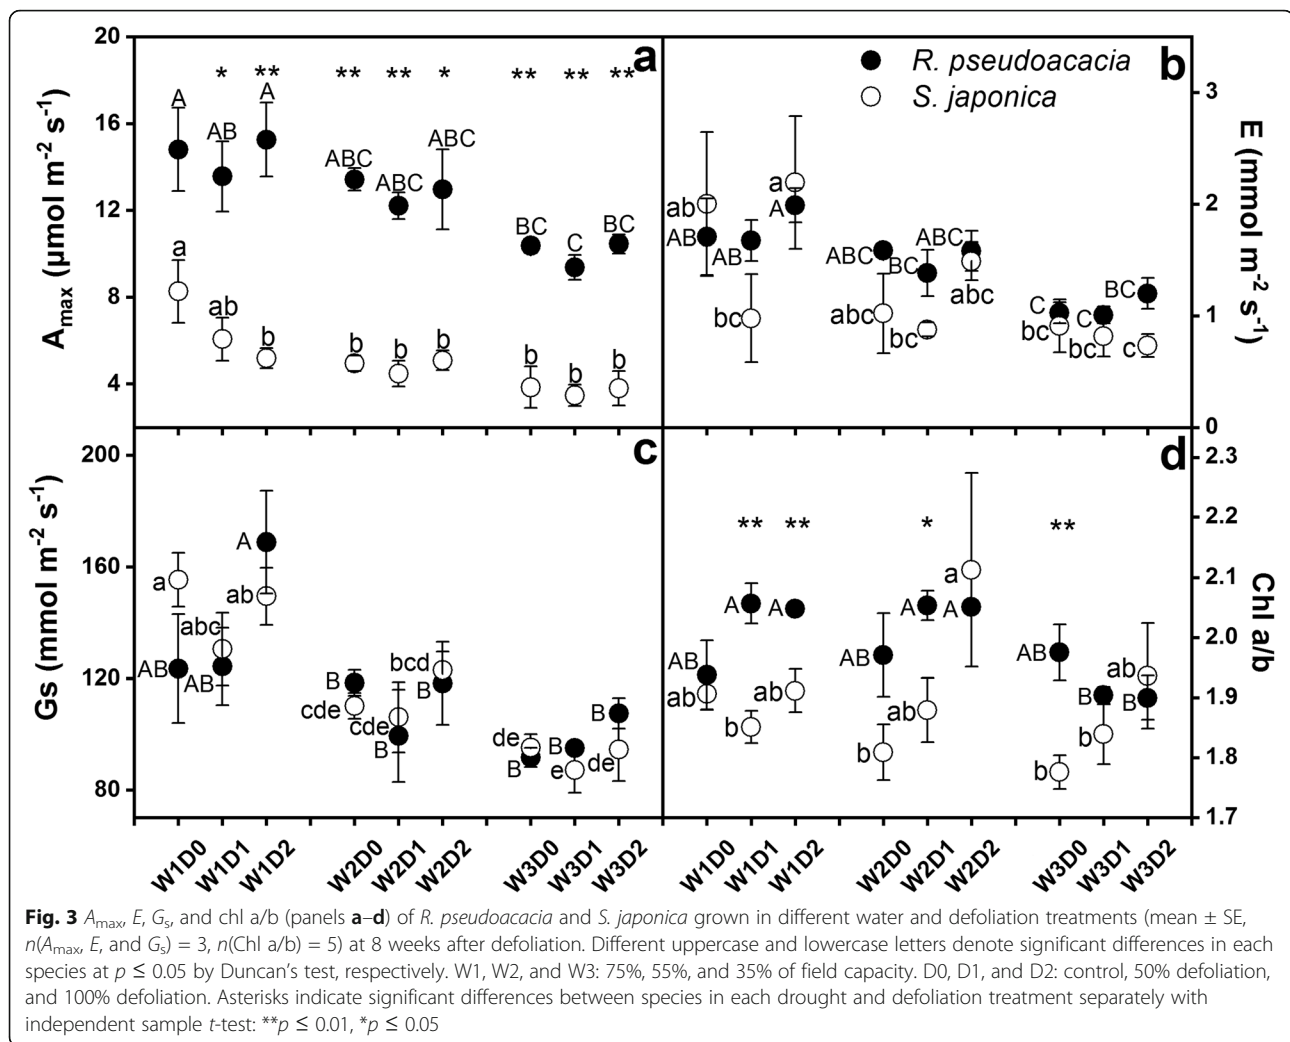 20
16
12
8
4
A_max (µmol m⁻² s⁻¹)
a
* ** ** ** * ** ** **
A AB A ABC ABC ABC BC C BC
a ab b b b b b b b
R. pseudoacacia
S. japonica
b
3
2
1
0
E (mmol m⁻² s⁻¹)
ab a
AB AB A ABC BC ABC C C BC
bc abc bc abc bc bc c
200
160
120
80
Gs (mmol m⁻² s⁻¹)
c
a abc ab cde cde bcd de e de
AB AB A B B B B B B
d
2.3
2.2
2.1
2.0
1.9
1.8
1.7
Chl a/b
** ** * **
AB A A AB A A AB B B
ab b ab b ab a b b ab
W1D0 W1D1 W1D2 W2D0 W2D1 W2D2 W3D0 W3D1 W3D2
W1D0 W1D1 W1D2 W2D0 W2D1 W2D2 W3D0 W3D1 W3D2
Fig. 3 Amax, E, Gs, and chl a/b (panels a–d) of R. pseudoacacia and S. japonica grown in different water and defoliation treatments (mean ± SE,
n(Amax, E, and Gs) = 3, n(Chl a/b) = 5) at 8 weeks after defoliation. Different uppercase and lowercase letters denote significant differences in each
species at p ≤ 0.05 by Duncan's test, respectively. W1, W2, and W3: 75%, 55%, and 35% of field capacity. D0, D1, and D2: control, 50% defoliation,
and 100% defoliation. Asterisks indicate significant differences between species in each drought and defoliation treatment separately with
independent sample t-test: **p ≤ 0.01, *p ≤ 0.05